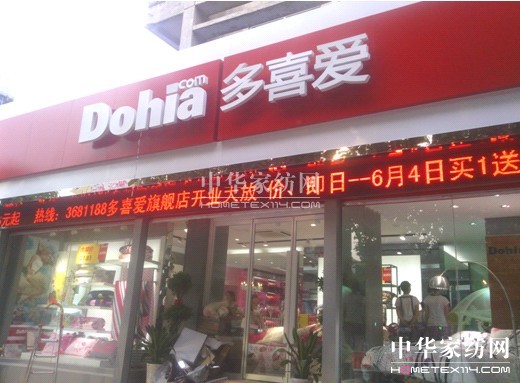 Dohia.com 多喜爱
中华家纺网
HOMETEX114.COM
元起 热线：3681188多喜爱旗舰店开业大放价，即日--6月4日买1送
Dohia
中华家纺网
HOMETEX114.COM